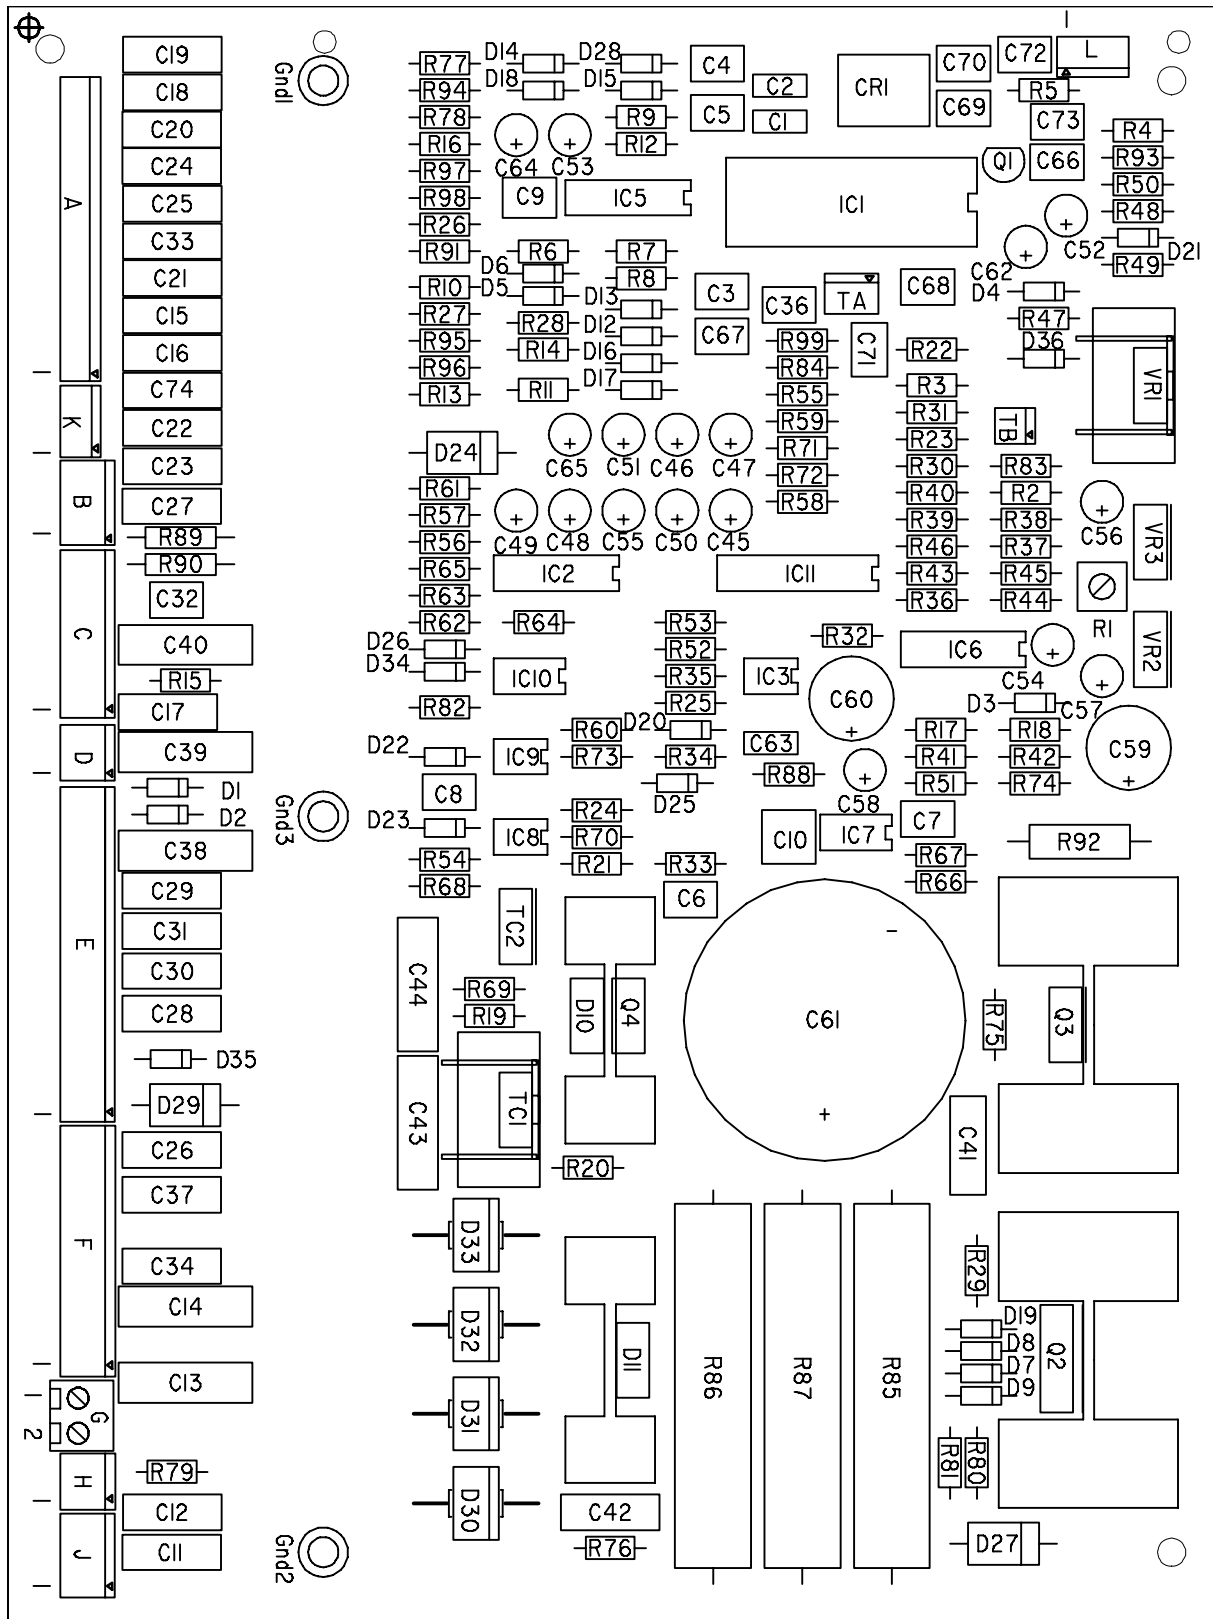 C19
C18
C20
C24
C25
C33
C21
C15
C16
C74
C22
C23
C27
R89
R90
C32
C40
R15
C17
C39
D1
D2
C38
C29
C31
C30
C28
D35
D29
C26
C37
C34
C14
C13
R79
C12
C11
A
K
B
C
D
E
F
1
G
2
H
J
Gnd1
Gnd3
Gnd2
R77
R94
R78
R16
R97
R98
R26
R91
R10
R27
R95
R96
R13
D24
R61
R57
R56
R65
R63
R62
D26
D34
R82
D22
C8
D23
R54
R68
C44
C43
D33
D32
D31
D30
D14
D18
D28
D15
R9
R12
C64
C53
C9
IC5
R6
R7
D6
R8
D5
D13
R28
D12
R14
D16
D17
R11
C65
C51
C46
C47
C49
C48
C55
C50
C45
IC2
IC11
R64
IC10
R53
R52
R35
R25
IC3
R60
D20
R73
R34
IC9
D25
R24
R70
R21
IC8
R33
C6
TC2
R69
R19
D10
Q4
TC1
R20
D11
C42
R76
C4
C2
C5
C1
CR1
C70
C72
L
1
R5
C69
C73
C66
Q1
IC1
R4
R93
R50
R48
D21
R49
C52
C62
D4
R47
D36
C3
C36
TA
C68
C67
C71
R99
R84
R55
R59
R71
R72
R58
R22
R3
R31
R23
R30
R40
R39
R46
R43
R36
TB
R83
R2
R38
R37
R45
R44
VR1
C56
VR3
R1
VR2
R32
IC6
C54
C57
C60
D3
C63
R88
C58
R17
R41
R51
R18
R42
R74
C59
C10
IC7
C7
R67
R66
R92
-
C61
+
R75
Q3
C41
R86
R87
R85
R29
D19
D8
D7
D9
Q2
R81
R80
D27